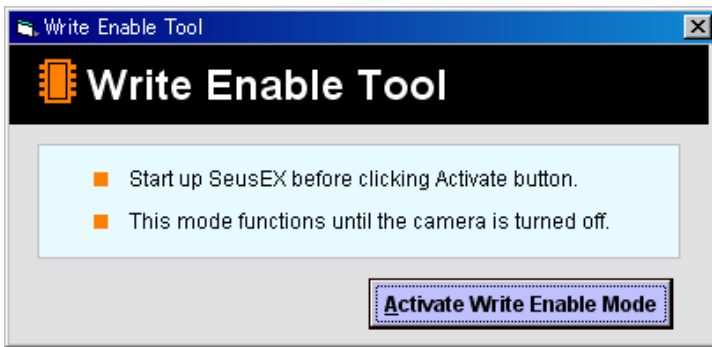 Write Enable Tool
Write Enable Tool
Start up SeusEX before clicking Activate button.
This mode functions until the camera is turned off.
Activate Write Enable Mode